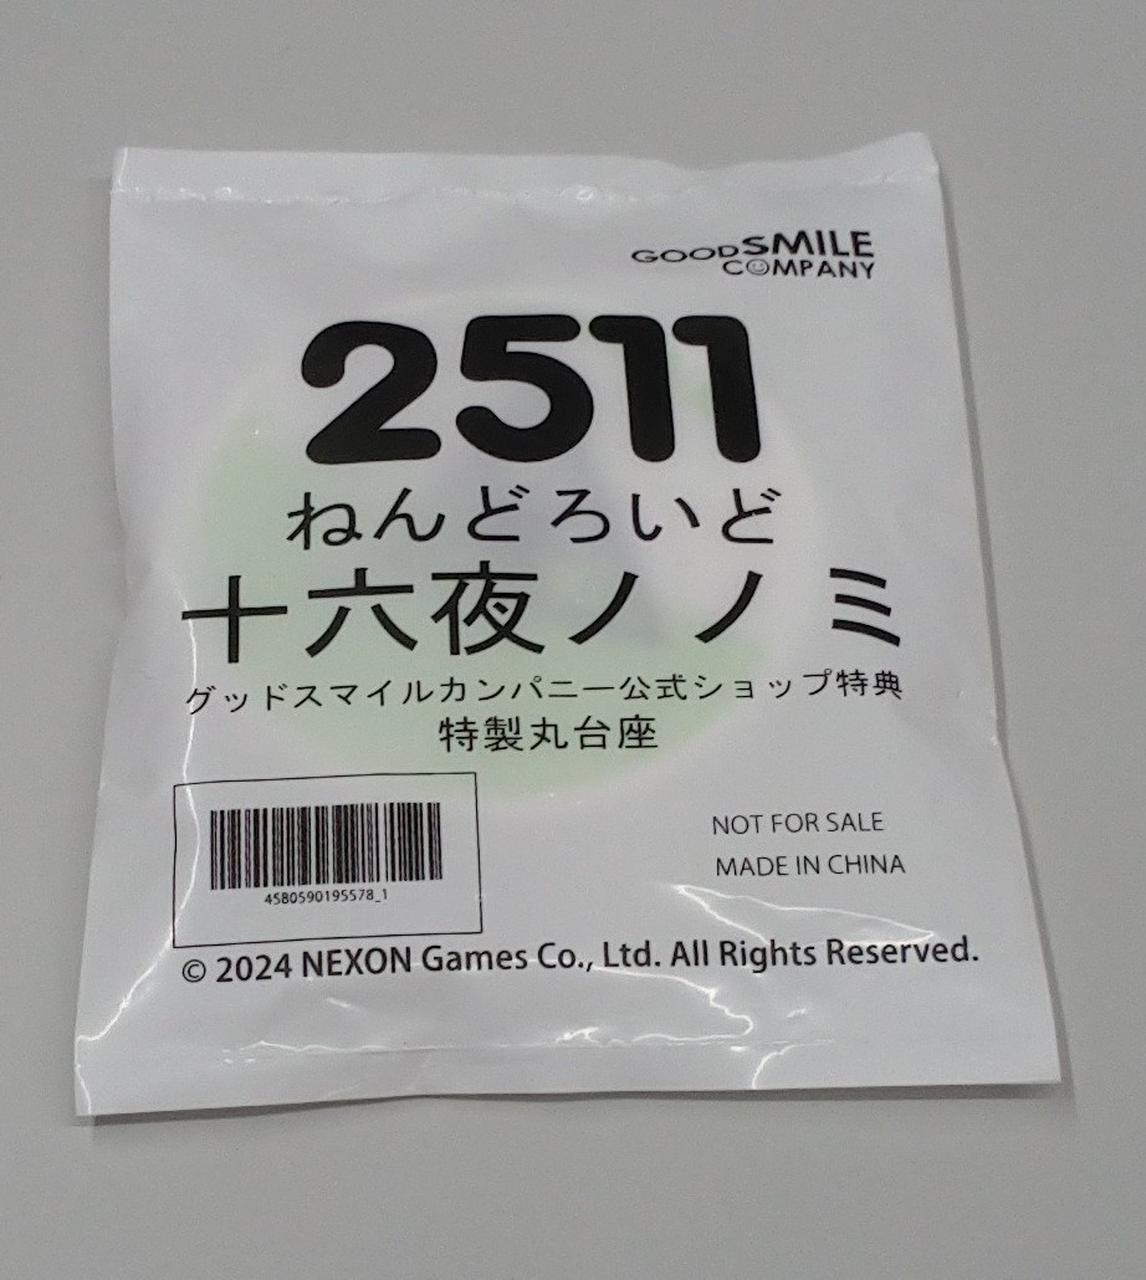 GOODSMILE
COMPANY
2511
ねんどろいど
十六夜ノノミ
グッドスマイルカンパニー公式ショップ特典
特製丸台座
4580590195578_1
NOT FOR SALE
MADE IN CHINA
© 2024 NEXON Games Co., Ltd. All Rights Reserved.